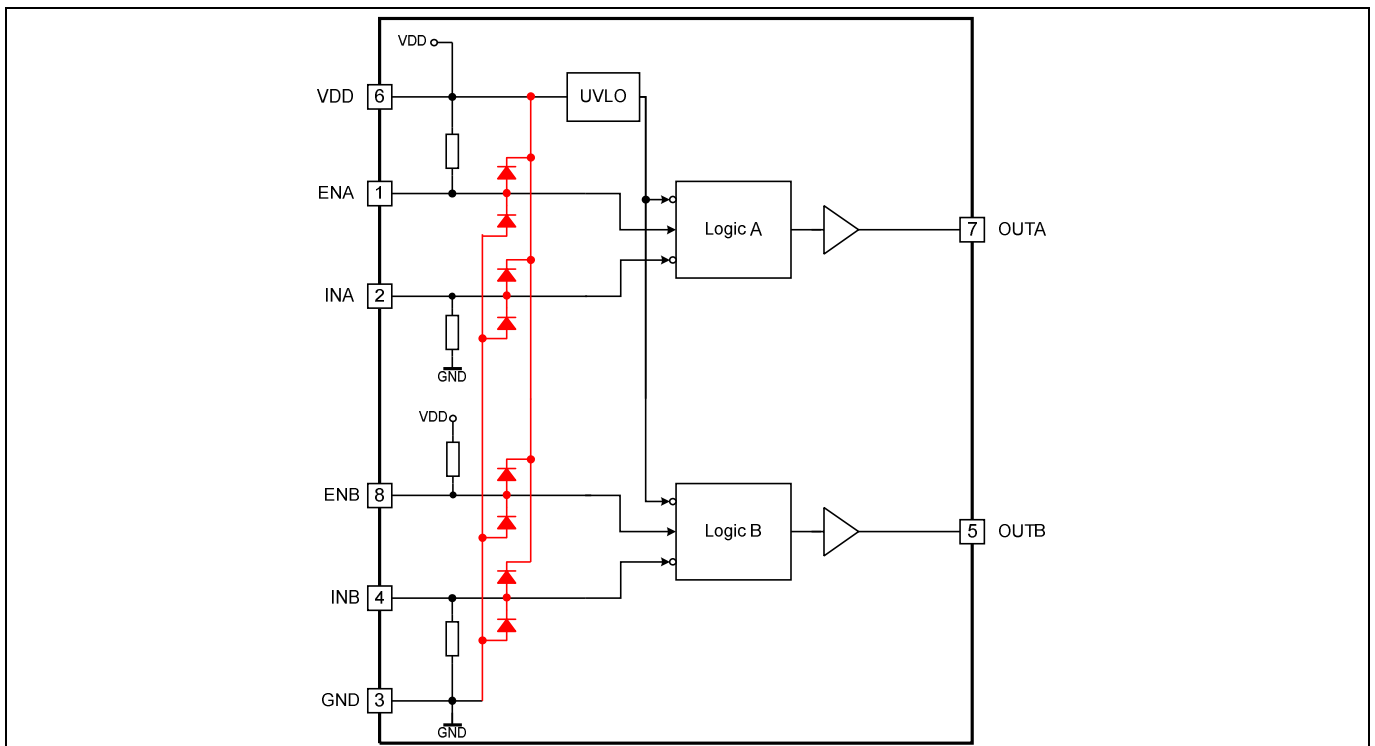 VDD
VDD 6
UVLO
ENA 1
Logic A
7 OUTA
INA 2
GND
VDD
ENB 8
Logic B
5 OUTB
INB 4
GND 3
GND